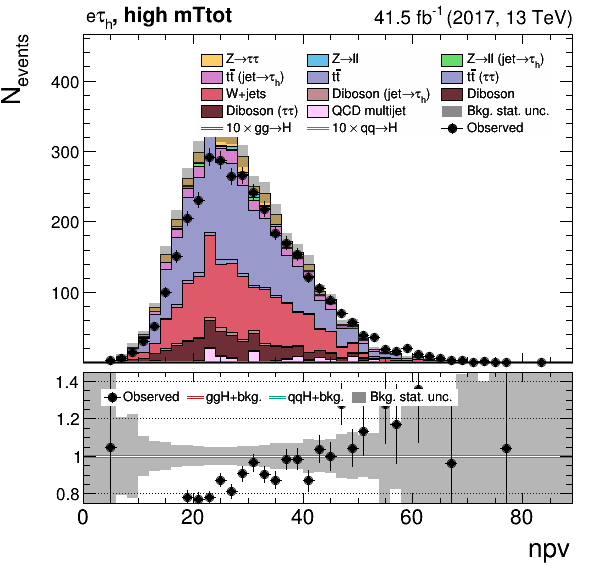 eτh, high mTtot 41.5 fb-1 (2017, 13 TeV)
Nevents
Z→ττ Z→ll Z→ll (jet→τh)
tt̄ (jet→τh) tt̄ tt̄ (ττ)
W+jets Diboson (jet→τh) Diboson
Diboson (ττ) QCD multijet Bkg. stat. unc.
10 × gg→H 10 × qq→H Observed
400
300
200
100
1.4
Observed ggH+bkg. qqH+bkg. Bkg. stat. unc.
1.2
1
0.8
0 20 40 60 80
npv